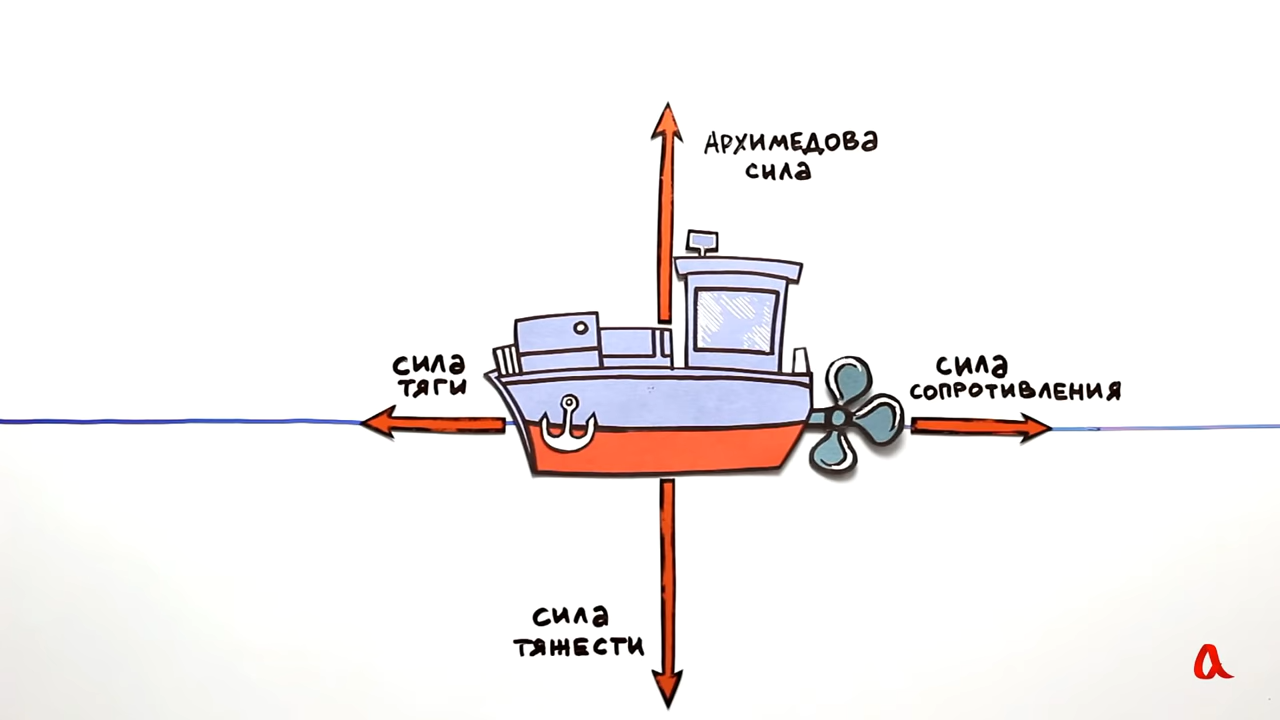 АРХИМЕДОВА
СИЛА
СИЛА
ТЯГИ
СИЛА
СОПРОТИВЛЕНИЯ
СИЛА
ТЯЖЕСТИ
a